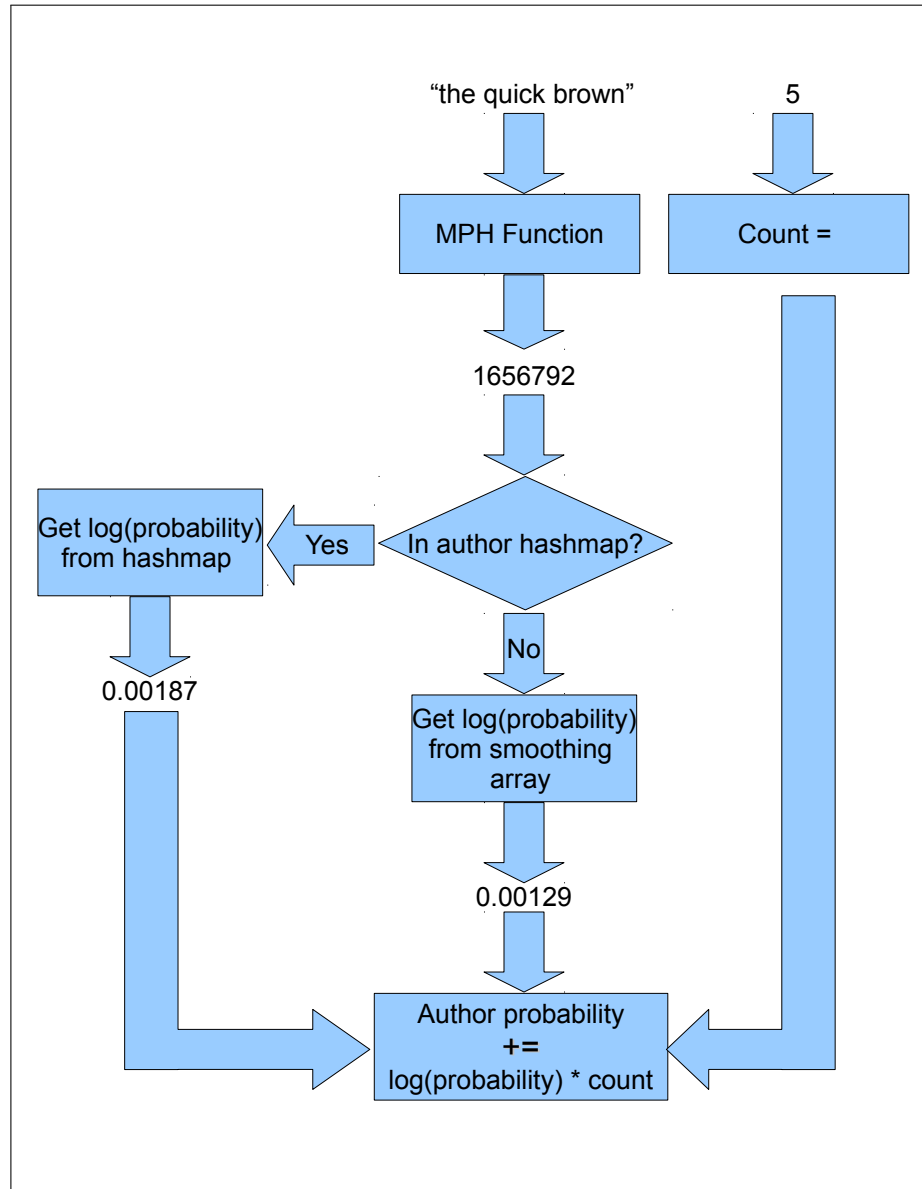 “the quick brown”
5
MPH Function
Count =
1656792
In author hashmap?
Yes
Get log(probability)
from hashmap
No
0.00187
Get log(probability)
from smoothing
array
0.00129
Author probability
+=
log(probability) * count